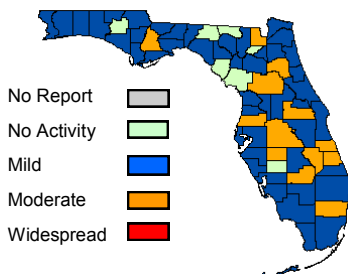 No Report
No Activity
Mild
Moderate
Widespread